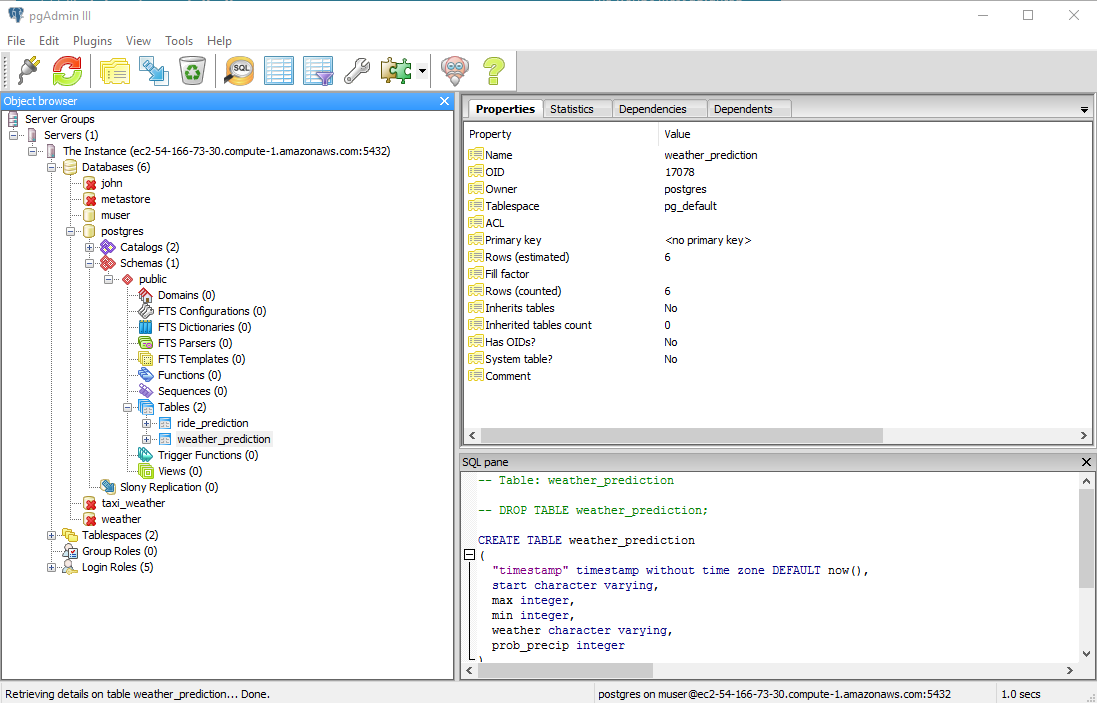 pgAdmin III
File Edit Plugins View Tools Help
SQL
Object browser
Server Groups
Servers (1)
The Instance (ec2-54-166-73-30.compute-1.amazonaws.com:5432)
Databases (6)
john
metastore
muser
postgres
Catalogs (2)
Schemas (1)
public
Domains (0)
FTS Configurations (0)
FTS Dictionaries (0)
FTS Parsers (0)
FTS Templates (0)
Functions (0)
Sequences (0)
Tables (2)
ride_prediction
weather_prediction
Trigger Functions (0)
Views (0)
Slony Replication (0)
taxi_weather
weather
Tablespaces (2)
Group Roles (0)
Login Roles (5)
Properties Statistics Dependencies Dependents
Property Value
Name weather_prediction
OID 17078
Owner postgres
Tablespace pg_default
ACL
Primary key <no primary key>
Rows (estimated) 6
Fill factor
Rows (counted) 6
Inherits tables No
Inherited tables count 0
Has OIDs? No
System table? No
Comment
SQL pane
-- Table: weather_prediction
-- DROP TABLE weather_prediction;
CREATE TABLE weather_prediction
(
"timestamp" timestamp without time zone DEFAULT now(),
start character varying,
max integer,
min integer,
weather character varying,
prob_precip integer
)
Retrieving details on table weather_prediction... Done. postgres on muser@ec2-54-166-73-30.compute-1.amazonaws.com:5432 1.0 secs